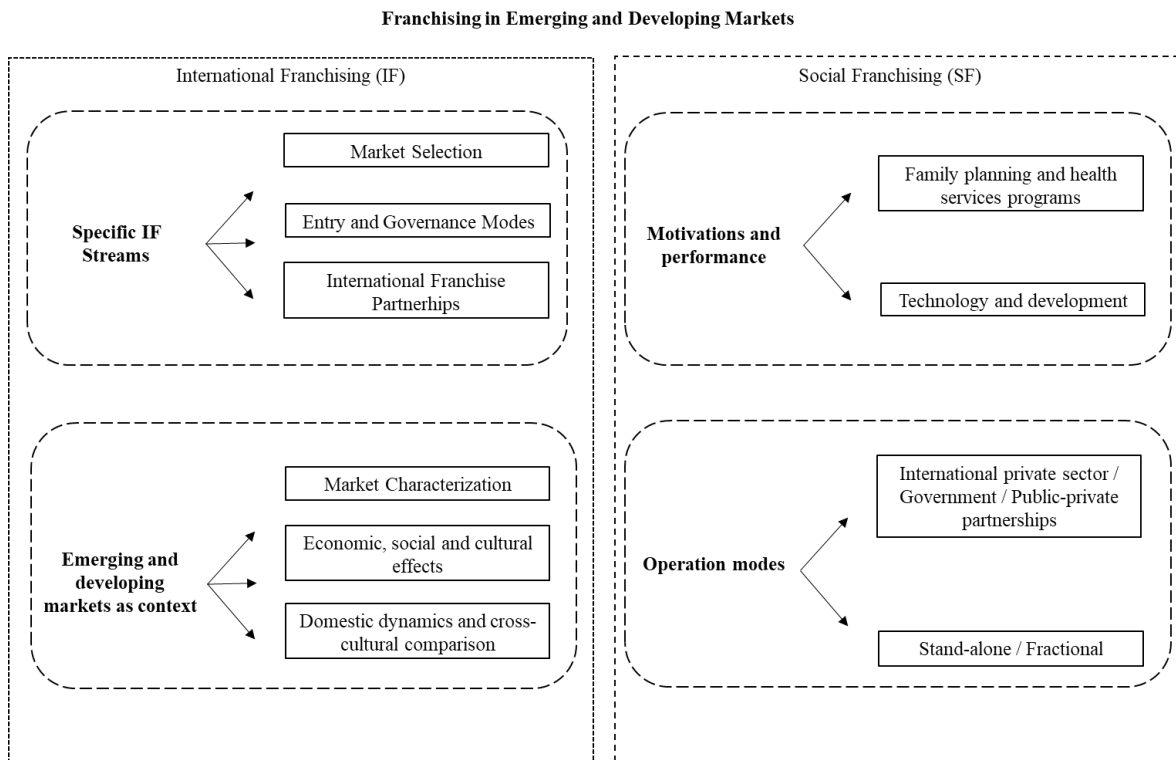 Franchising in Emerging and Developing Markets
International Franchising (IF)
Specific IF
Streams
Market Selection
Entry and Governance Modes
International Franchise
Partnerhips
Emerging and
developing
markets as context
Market Characterization
Economic, social and cultural
effects
Domestic dynamics and cross-
cultural comparison
Social Franchising (SF)
Motivations and
performance
Family planning and health
services programs
Technology and development
Operation modes
International private sector /
Government / Public-private
partnerships
Stand-alone / Fractional